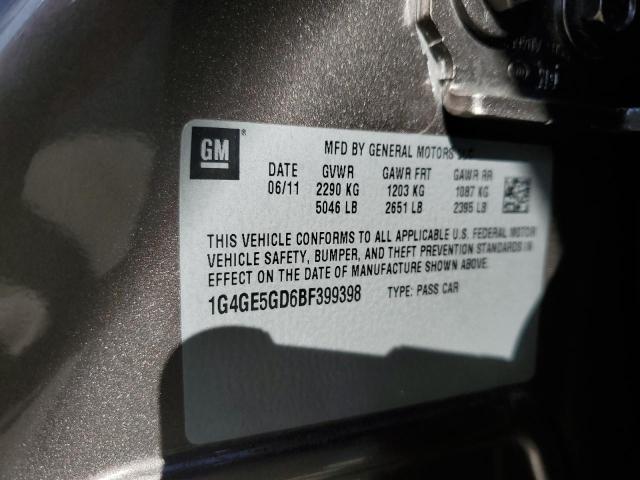 GM
MFD BY GENERAL MOTORS LLC
DATE GVWR GAWR FRT GAWR RR
06/11 2290 KG 1203 KG 1087 KG
5046 LB 2651 LB 2395 LB
THIS VEHICLE CONFORMS TO ALL APPLICABLE U.S. FEDERAL MOTOR
VEHICLE SAFETY, BUMPER, AND THEFT PREVENTION STANDARDS IN
EFFECT ON THE DATE OF MANUFACTURE SHOWN ABOVE.
1G4GE5GD6BF399398 TYPE: PASS CAR